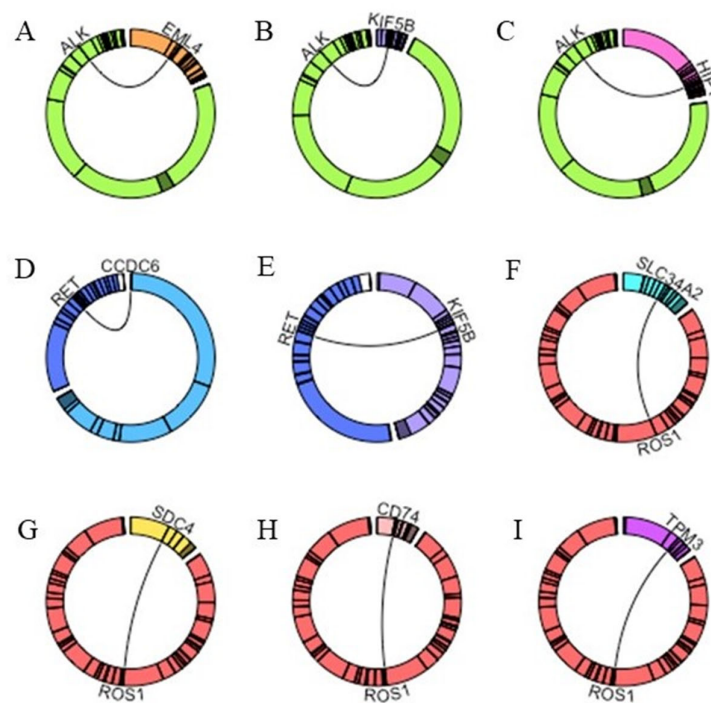 A
ALK
EML4
B
ALK
KIF5B
C
ALK
D
RET
CCDC6
E
RET
KIF5B
F
SLC34A2
ROS1
G
SDC4
ROS1
H
CD74
ROS1
I
TPM3
ROS1